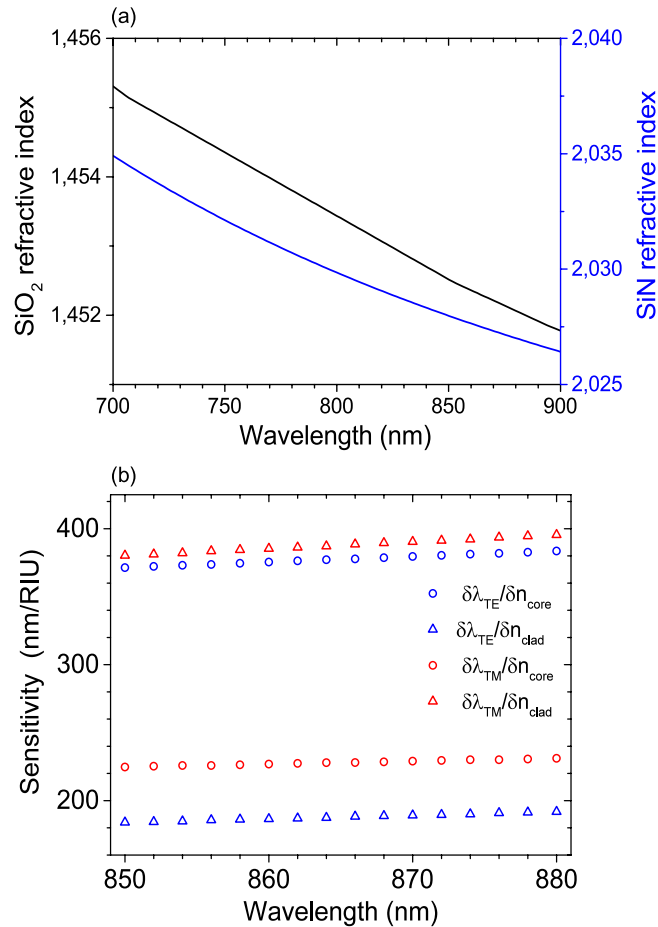 (a)
1,456
1,454
1,452
SiO₂ refractive index
2,040
2,035
2,030
2,025
SiN refractive index
700 750 800 850 900
Wavelength (nm)
(b)
400
300
200
Sensitivity (nm/RIU)
δλTE/δncore
δλTE/δnclad
δλTM/δncore
δλTM/δnclad
850 860 870 880
Wavelength (nm)